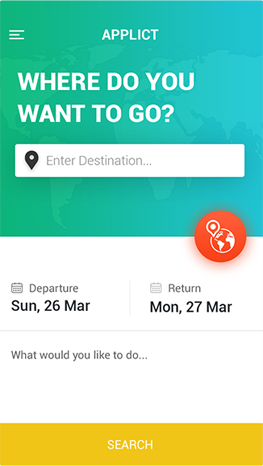 APPLICT
WHERE DO YOU
WANT TO GO?
Enter Destination...
Departure
Sun, 26 Mar
Return
Mon, 27 Mar
What would you like to do...
SEARCH